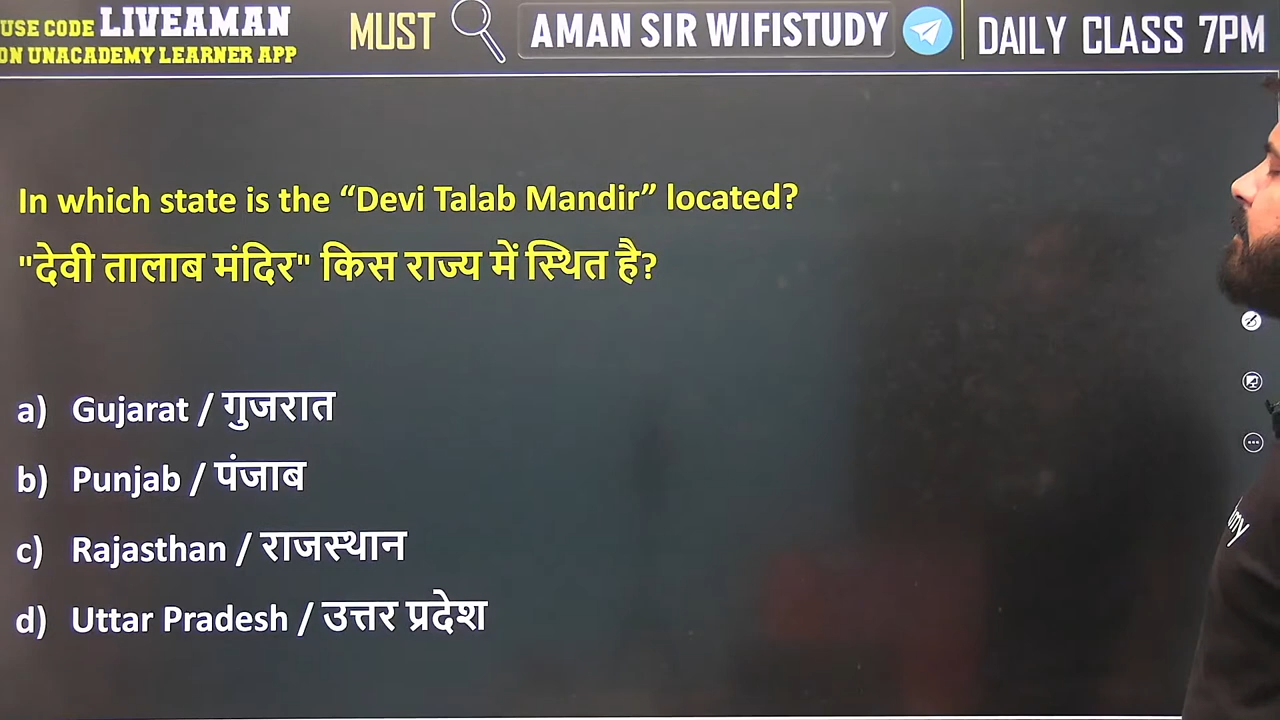 USE CODE LIVEAMAN
ON UNACADEMY LEARNER APP
MUST
AMAN SIR WIFISTUDY
DAILY CLASS 7PM
In which state is the “Devi Talab Mandir” located?
"देवी तालाब मंदिर" किस राज्य में स्थित है?
a) Gujarat / गुजरात
b) Punjab / पंजाब
c) Rajasthan / राजस्थान
d) Uttar Pradesh / उत्तर प्रदेश